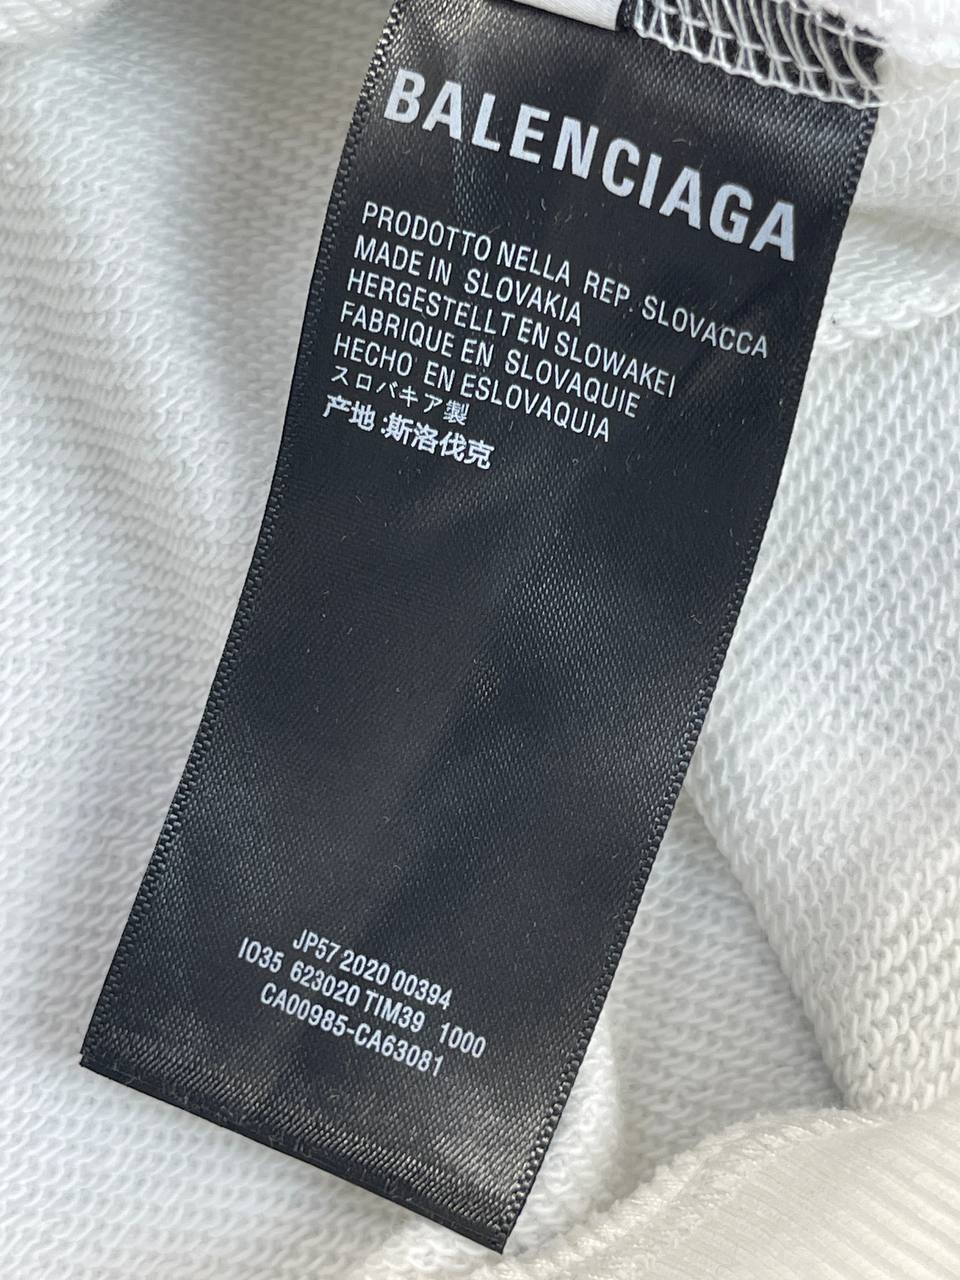 BALENCIAGA
PRODOTTO NELLA REP. SLOVACCA
MADE IN SLOVAKIA
HERGESTELLT EN SLOWAKEI
FABRIQUE EN SLOVAQUIE
HECHO EN ESLOVAQUIA
スロバキア製
产地:斯洛伐克
JP57 2020 00394
IO35 623020 TIM39 1000
CA00985-CA63081